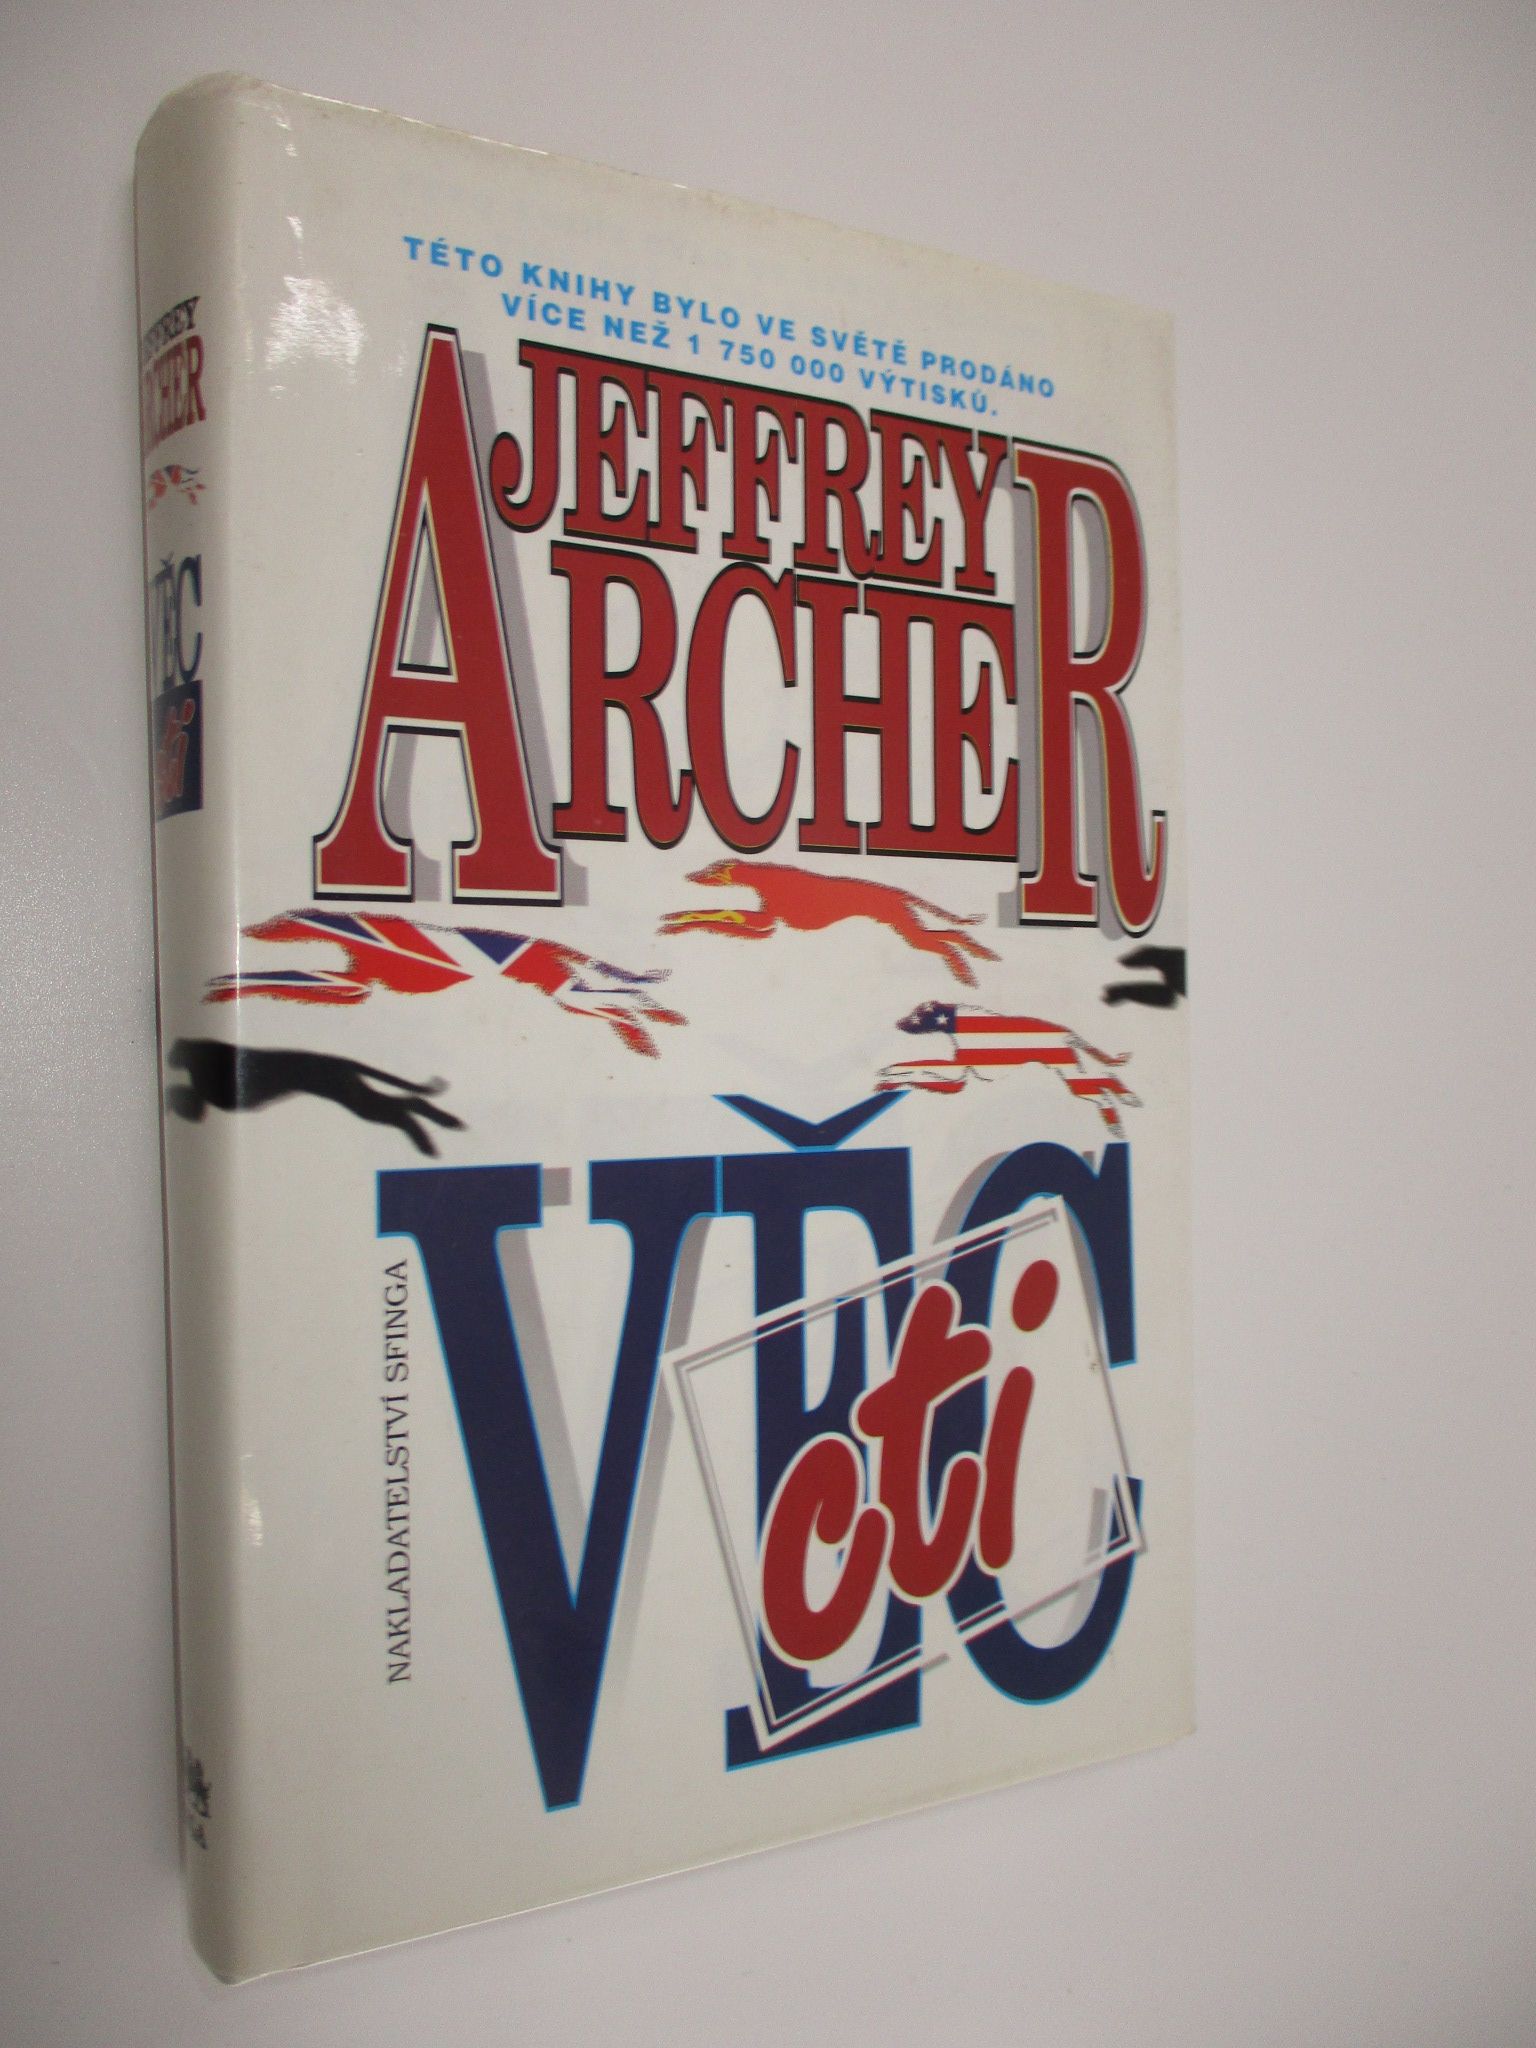 TÉTO KNIHY BYLO VE SVĚTĚ PRODÁNO
VÍCE NEŽ 1 750 000 VÝTISKŮ.
JEFFREY
ARCHER
VĚC
cti
NAKLADATELSTVÍ SFINGA
JEFFREY
ARCHER
VĚC
cti